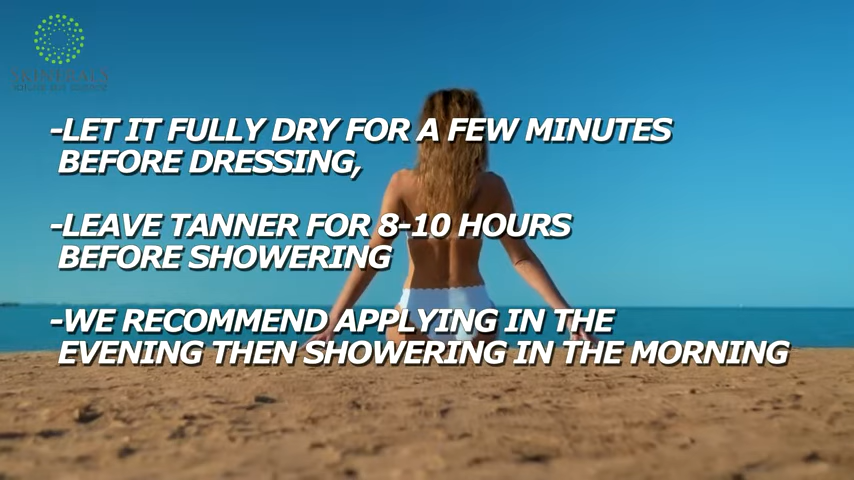 SKINERALS
-LET IT FULLY DRY FOR A FEW MINUTES
BEFORE DRESSING,
-LEAVE TANNER FOR 8-10 HOURS
BEFORE SHOWERING
-WE RECOMMEND APPLYING IN THE
EVENING THEN SHOWERING IN THE MORNING